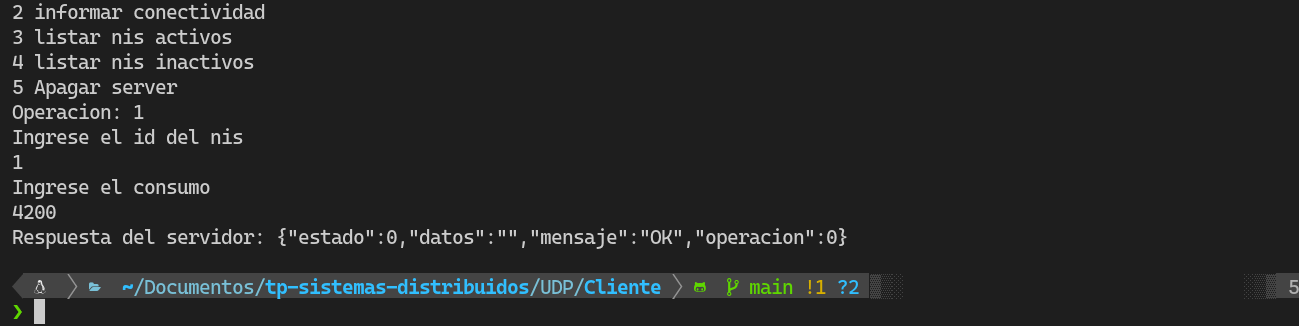 2 informar conectividad
3 listar nis activos
4 listar nis inactivos
5 Apagar server
Operacion: 1
Ingrese el id del nis
1
Ingrese el consumo
4200
Respuesta del servidor: {"estado":0,"datos":"","mensaje":"OK","operacion":0}
~/Documentos/tp-sistemas-distribuidos/UDP/Cliente main !1 ?2 5
❯